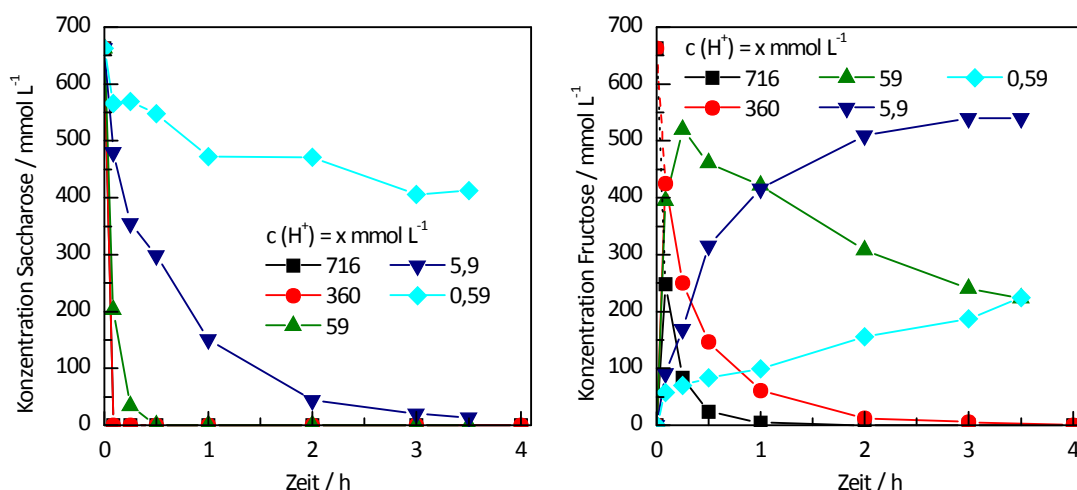 Konzentration Saccharose / mmol L⁻¹
700
600
500
400
300
200
100
0
c (H⁺) = x mmol L⁻¹
716 5,9
360 0,59
59
0 1 2 3 4
Zeit / h
Konzentration Fructose / mmol L⁻¹
700
600
500
400
300
200
100
0
c (H⁺) = x mmol L⁻¹
716 59 0,59
360 5,9
0 1 2 3 4
Zeit / h